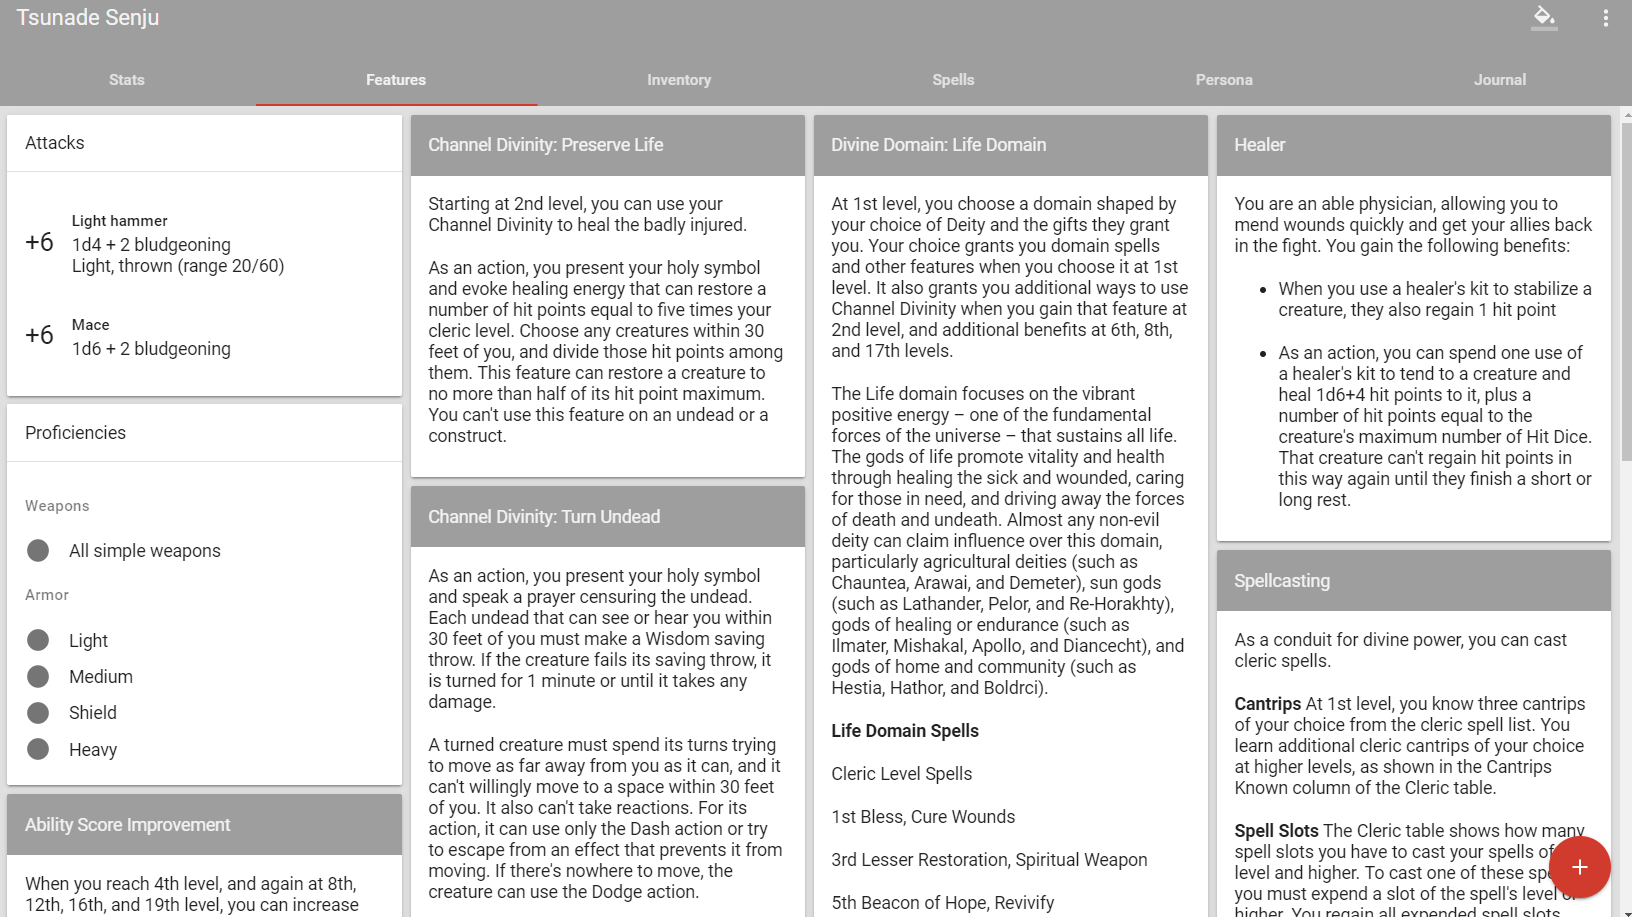 Tsunade Senju
Stats
Features
Inventory
Spells
Persona
Journal
Attacks
+6
Light hammer
1d4 + 2 bludgeoning
Light, thrown (range 20/60)
+6
Mace
1d6 + 2 bludgeoning
Proficiencies
Weapons
All simple weapons
Armor
Light
Medium
Shield
Heavy
Ability Score Improvement
When you reach 4th level, and again at 8th,
12th, 16th, and 19th level, you can increase
Channel Divinity: Preserve Life
Starting at 2nd level, you can use your
Channel Divinity to heal the badly injured.
As an action, you present your holy symbol
and evoke healing energy that can restore a
number of hit points equal to five times your
cleric level. Choose any creatures within 30
feet of you, and divide those hit points among
them. This feature can restore a creature to
no more than half of its hit point maximum.
You can't use this feature on an undead or a
construct.
Channel Divinity: Turn Undead
As an action, you present your holy symbol
and speak a prayer censuring the undead.
Each undead that can see or hear you within
30 feet of you must make a Wisdom saving
throw. If the creature fails its saving throw, it
is turned for 1 minute or until it takes any
damage.
A turned creature must spend its turns trying
to move as far away from you as it can, and it
can't willingly move to a space within 30 feet
of you. It also can't take reactions. For its
action, it can use only the Dash action or try
to escape from an effect that prevents it from
moving. If there's nowhere to move, the
creature can use the Dodge action.
Divine Domain: Life Domain
At 1st level, you choose a domain shaped by
your choice of Deity and the gifts they grant
you. Your choice grants you domain spells
and other features when you choose it at 1st
level. It also grants you additional ways to use
Channel Divinity when you gain that feature at
2nd level, and additional benefits at 6th, 8th,
and 17th levels.
The Life domain focuses on the vibrant
positive energy – one of the fundamental
forces of the universe – that sustains all life.
The gods of life promote vitality and health
through healing the sick and wounded, caring
for those in need, and driving away the forces
of death and undeath. Almost any non-evil
deity can claim influence over this domain,
particularly agricultural deities (such as
Chauntea, Arawai, and Demeter), sun gods
(such as Lathander, Pelor, and Re-Horakhty),
gods of healing or endurance (such as
Ilmater, Mishakal, Apollo, and Diancecht), and
gods of home and community (such as
Hestia, Hathor, and Boldrci).
Life Domain Spells
Cleric Level Spells
1st Bless, Cure Wounds
3rd Lesser Restoration, Spiritual Weapon
5th Beacon of Hope, Revivify
Healer
You are an able physician, allowing you to
mend wounds quickly and get your allies back
in the fight. You gain the following benefits:
• When you use a healer's kit to stabilize a
creature, they also regain 1 hit point
• As an action, you can spend one use of
a healer's kit to tend to a creature and
heal 1d6+4 hit points to it, plus a
number of hit points equal to the
creature's maximum number of Hit Dice.
That creature can't regain hit points in
this way again until they finish a short or
long rest.
Spellcasting
As a conduit for divine power, you can cast
cleric spells.
Cantrips At 1st level, you know three cantrips
of your choice from the cleric spell list. You
learn additional cleric cantrips of your choice
at higher levels, as shown in the Cantrips
Known column of the Cleric table.
Spell Slots The Cleric table shows how many
spell slots you have to cast your spells of
level and higher. To cast one of these
you must expend a slot of the spell's level or
higher. You regain all expended spell slots